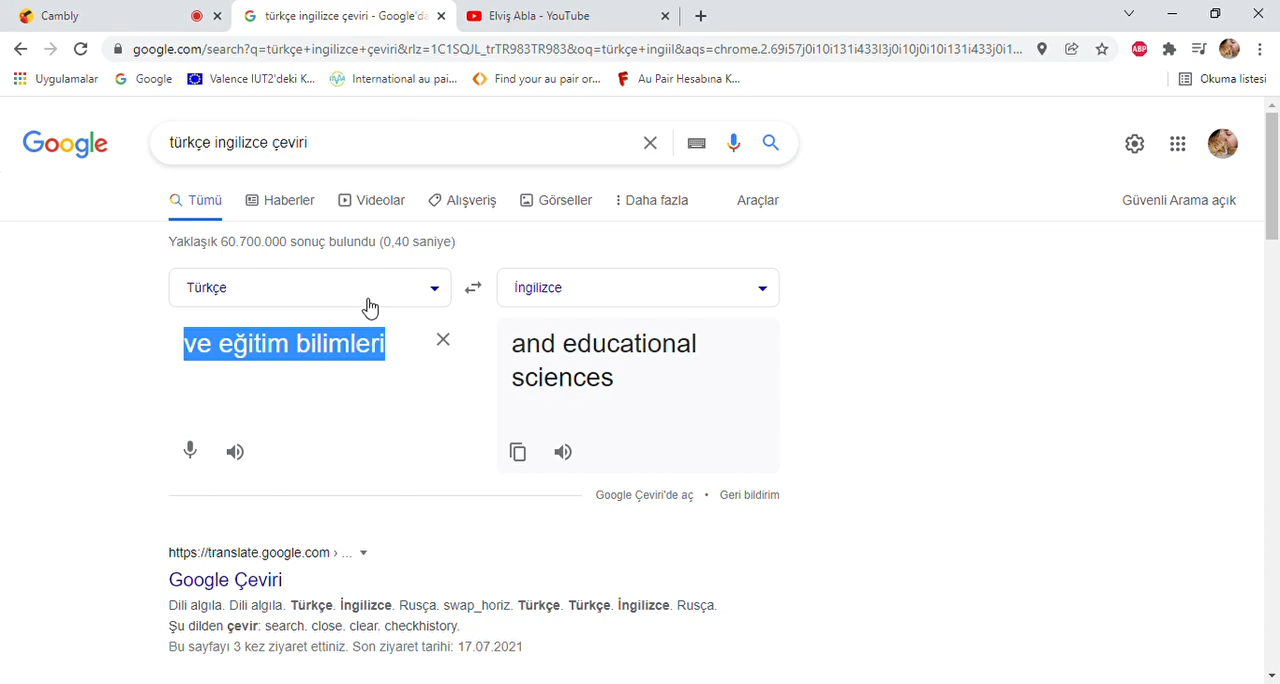 Cambly
türkçe ingilizce çeviri - Google'da
Elviş Abla - YouTube
google.com/search?q=türkçe+ingilizce+çeviri&rlz=1C1SQJL_trTR983TR983&oq=türkçe+ingiil&aqs=chrome.2.69i57j0i10i131i433l3j0i10j0i10i131i433j0i1...
ABP
Uygulamalar
Google
Valence IUT2'deki K...
International au pai...
Find your au pair or...
Au Pair Hesabına K...
Okuma listesi
Google
türkçe ingilizce çeviri
Tümü
Haberler
Videolar
Alışveriş
Görseller
Daha fazla
Araçlar
Güvenli Arama açık
Yaklaşık 60.700.000 sonuç bulundu (0,40 saniye)
Türkçe
İngilizce
ve eğitim bilimleri
and educational
sciences
Google Çeviri'de aç • Geri bildirim
https://translate.google.com › ...
Google Çeviri
Dili algıla. Dili algıla. Türkçe. İngilizce. Rusça. swap_horiz. Türkçe. Türkçe. İngilizce. Rusça.
Şu dilden çevir: search. close. clear. checkhistory.
Bu sayfayı 3 kez ziyaret ettiniz. Son ziyaret tarihi: 17.07.2021